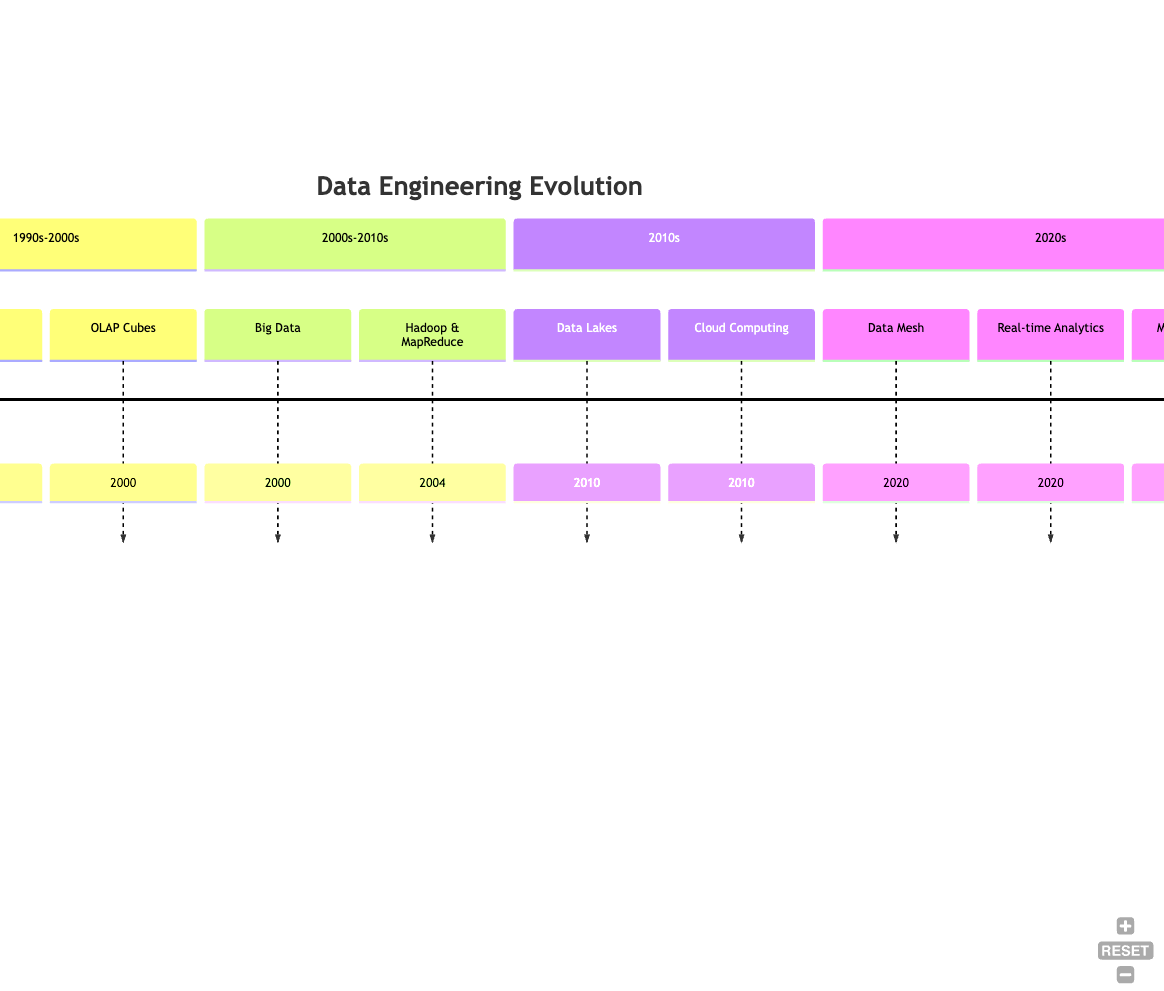 Data Engineering Evolution
1990s-2000s
2000s-2010s
2010s
2020s
OLAP Cubes
Big Data
Hadoop &
MapReduce
Data Lakes
Cloud Computing
Data Mesh
Real-time Analytics
M
2000
2000
2004
2010
2010
2020
2020
RESET